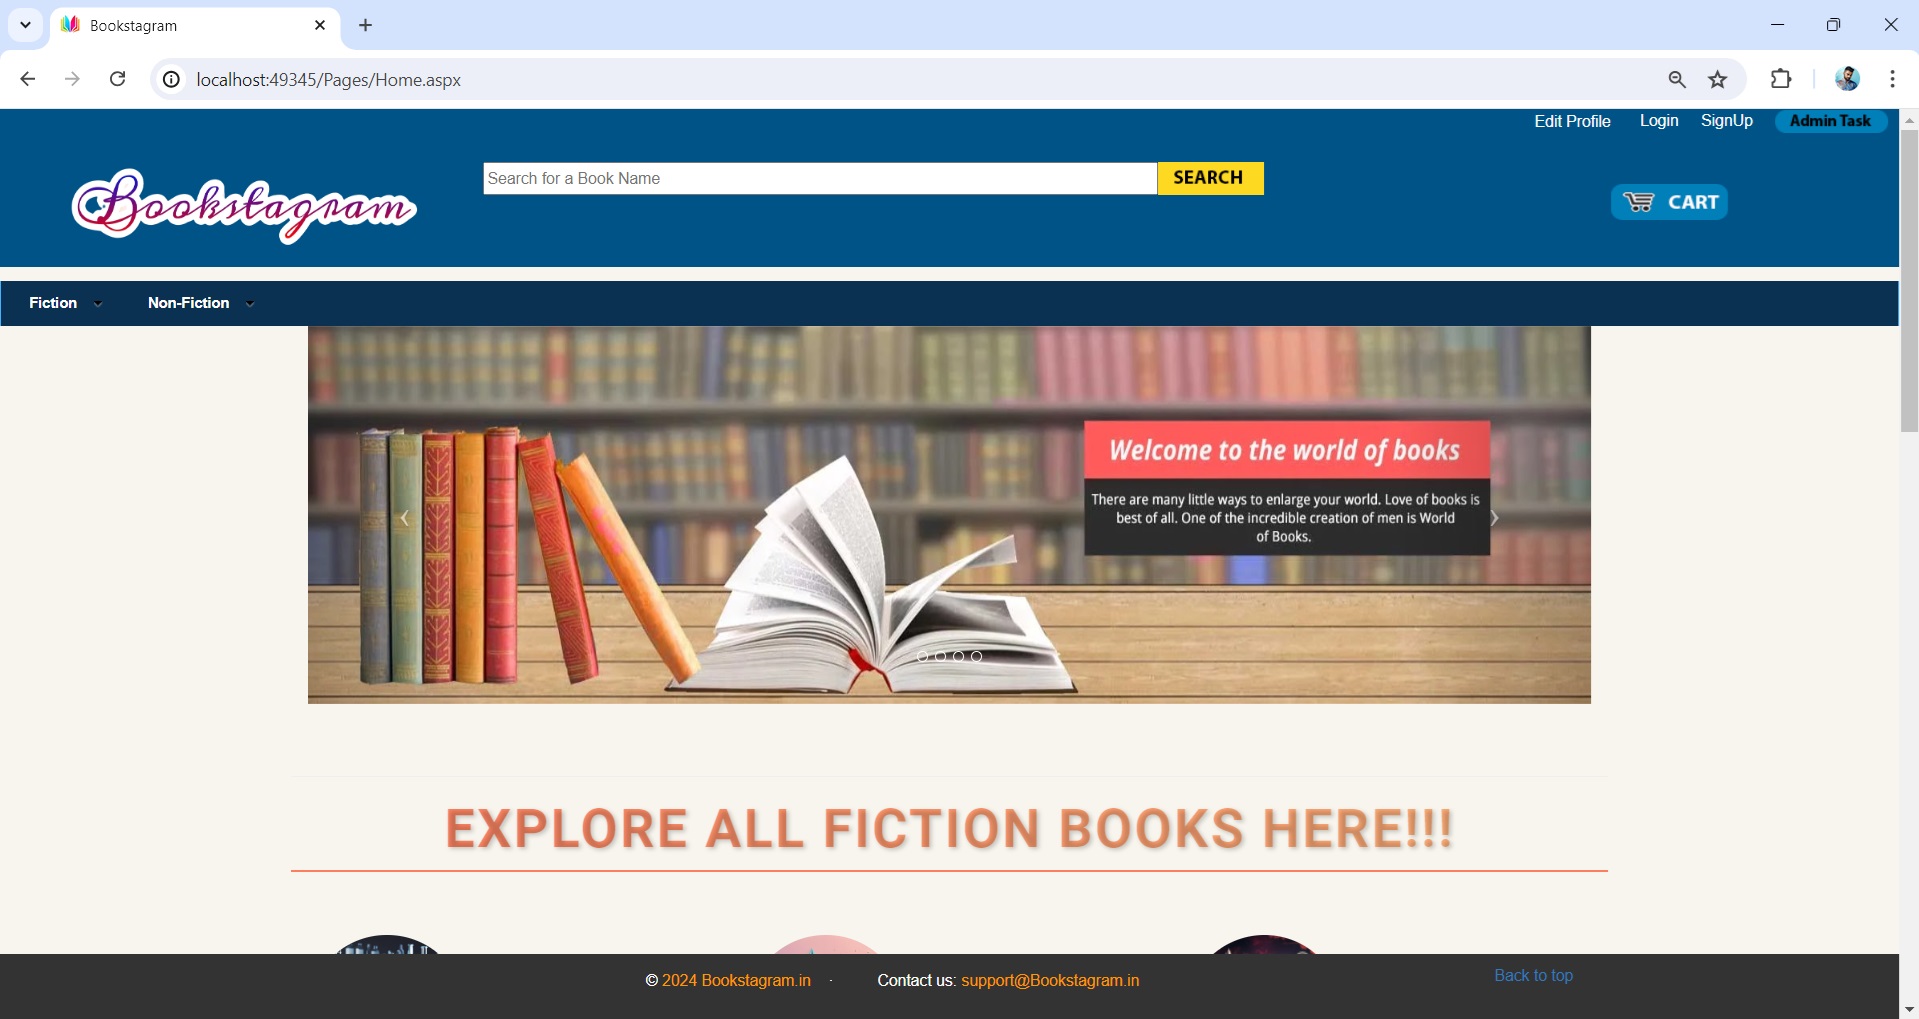 Bookstagram
localhost:49345/Pages/Home.aspx
Edit Profile Login SignUp Admin Task
Bookstagram
Search for a Book Name SEARCH
CART
Fiction Non-Fiction
Welcome to the world of books
There are many little ways to enlarge your world. Love of books is
best of all. One of the incredible creation of men is World
of Books.
EXPLORE ALL FICTION BOOKS HERE!!!
© 2024 Bookstagram.in · Contact us: support@Bookstagram.in Back to top